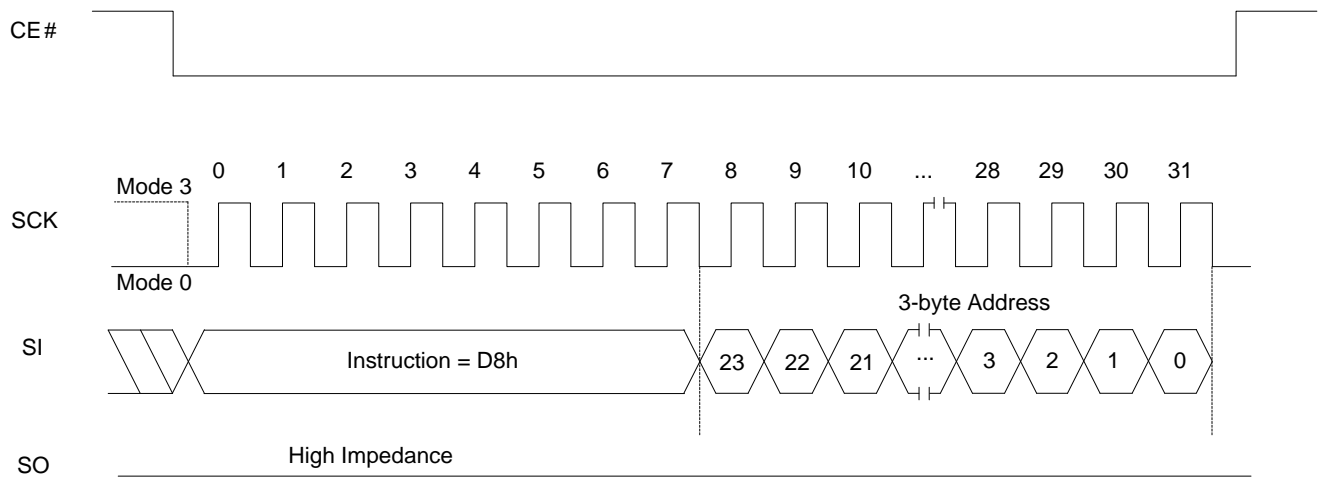 CE#
0 1 2 3 4 5 6 7 8 9 10 ... 28 29 30 31
Mode 3
SCK
Mode 0
3-byte Address
SI
Instruction = D8h 23 22 21 ... 3 2 1 0
High Impedance
SO